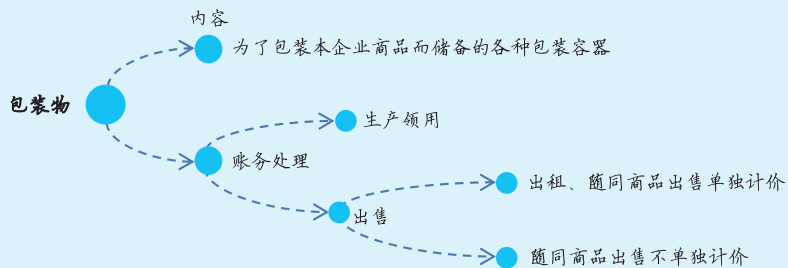 内容
为了包装本企业商品而储备的各种包装容器
包装物
生产领用
账务处理
出租、随同商品出售单独计价
出售
随同商品出售不单独计价